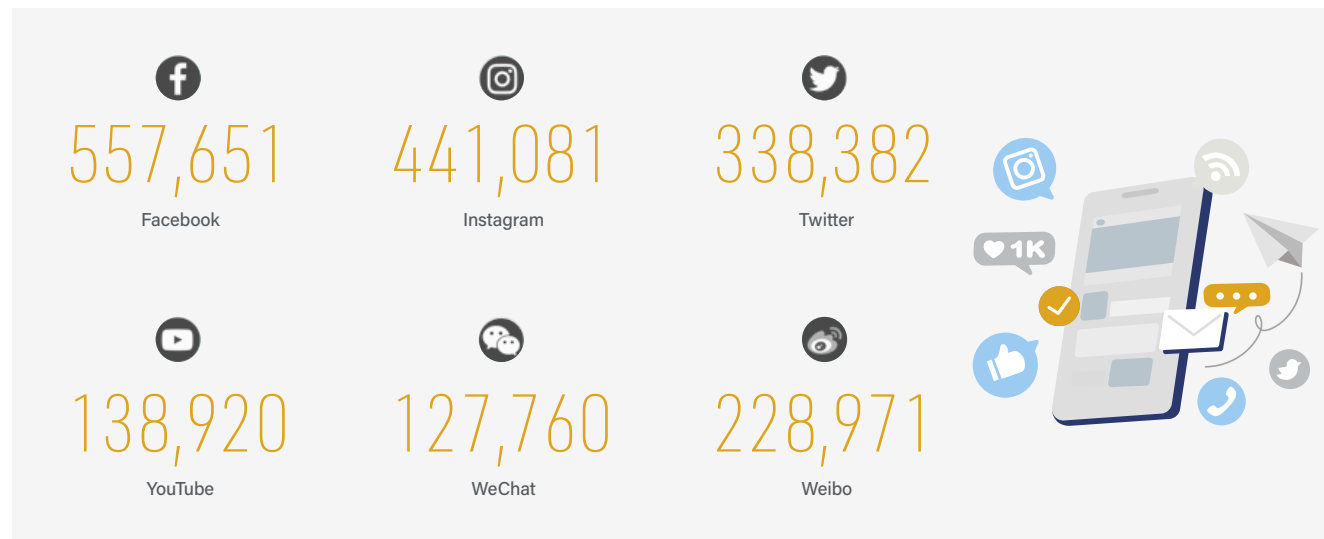 557,651
Facebook
441,081
Instagram
338,382
Twitter
1K
138,920
YouTube
127,760
WeChat
228,971
Weibo